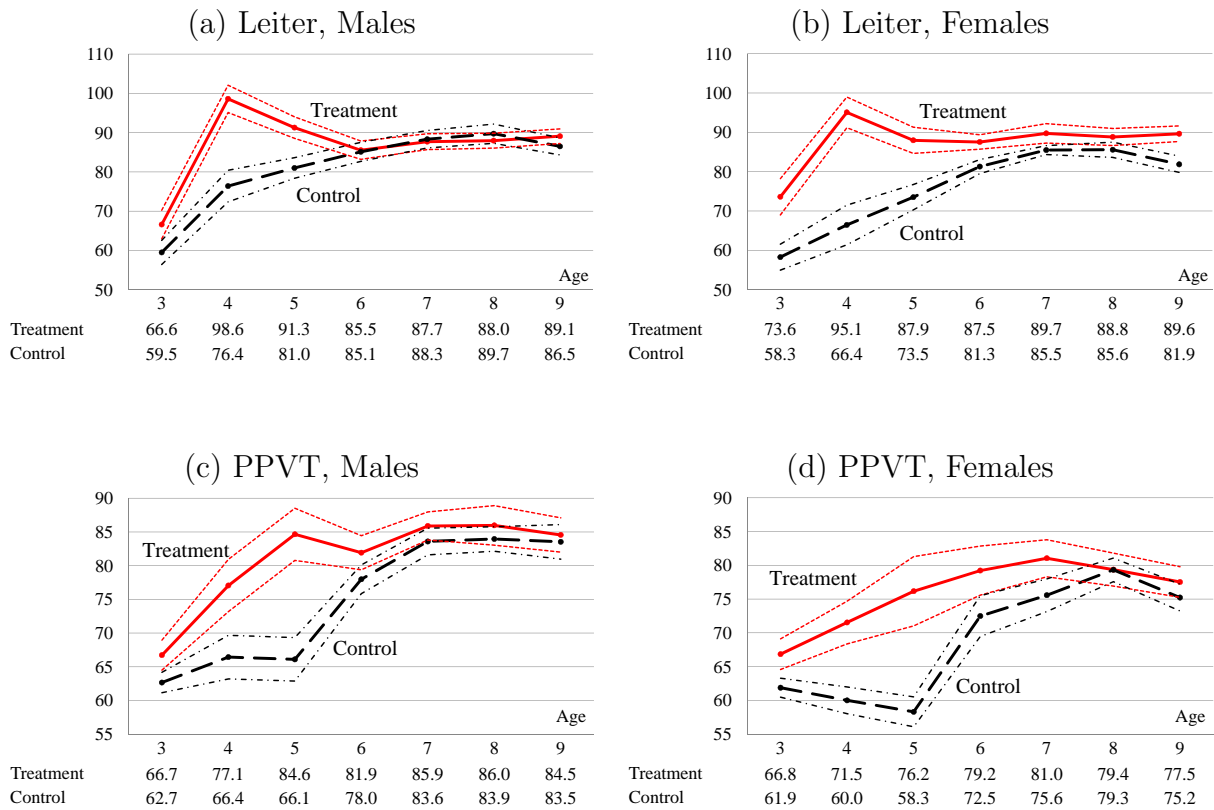 (a) Leiter, Males
110
100
90
80
70
60
50
Treatment
Control
Age
3 4 5 6 7 8 9
Treatment 66.6 98.6 91.3 85.5 87.7 88.0 89.1
Control 59.5 76.4 81.0 85.1 88.3 89.7 86.5
(b) Leiter, Females
110
100
90
80
70
60
50
Treatment
Control
Age
3 4 5 6 7 8 9
Treatment 73.6 95.1 87.9 87.5 89.7 88.8 89.6
Control 58.3 66.4 73.5 81.3 85.5 85.6 81.9
(c) PPVT, Males
90
85
80
75
70
65
60
55
Treatment
Control
Age
3 4 5 6 7 8 9
Treatment 66.7 77.1 84.6 81.9 85.9 86.0 84.5
Control 62.7 66.4 66.1 78.0 83.6 83.9 83.5
(d) PPVT, Females
90
85
80
75
70
65
60
55
Treatment
Control
Age
3 4 5 6 7 8 9
Treatment 66.8 71.5 76.2 79.2 81.0 79.4 77.5
Control 61.9 60.0 58.3 72.5 75.6 79.3 75.2